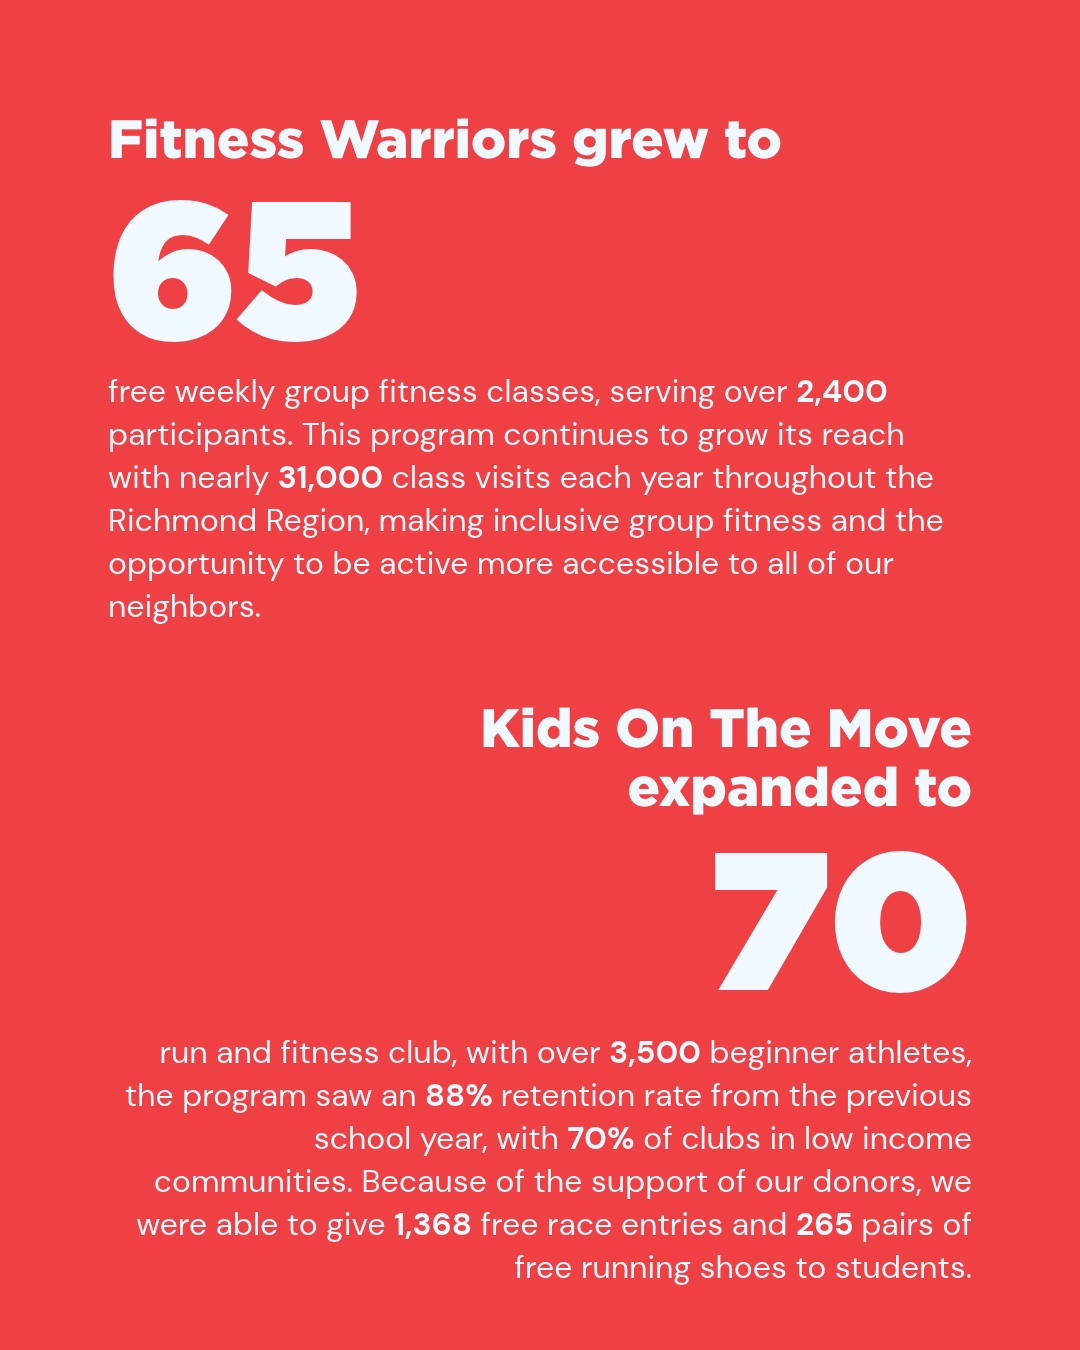 Fitness Warriors grew to
65
free weekly group fitness classes, serving over 2,400
participants. This program continues to grow its reach
with nearly 31,000 class visits each year throughout the
Richmond Region, making inclusive group fitness and the
opportunity to be active more accessible to all of our
neighbors.
Kids On The Move
expanded to
70
run and fitness club, with over 3,500 beginner athletes,
the program saw an 88% retention rate from the previous
school year, with 70% of clubs in low income
communities. Because of the support of our donors, we
were able to give 1,368 free race entries and 265 pairs of
free running shoes to students.